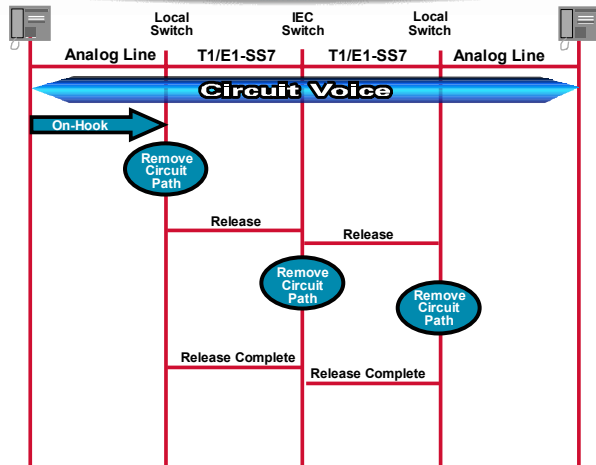 Local
Switch
IEC
Switch
Local
Switch
Analog Line
T1/E1-SS7
T1/E1-SS7
Analog Line
Circuit Voice
On-Hook
Remove
Circuit
Path
Release
Release
Remove
Circuit
Path
Remove
Circuit
Path
Release Complete
Release Complete